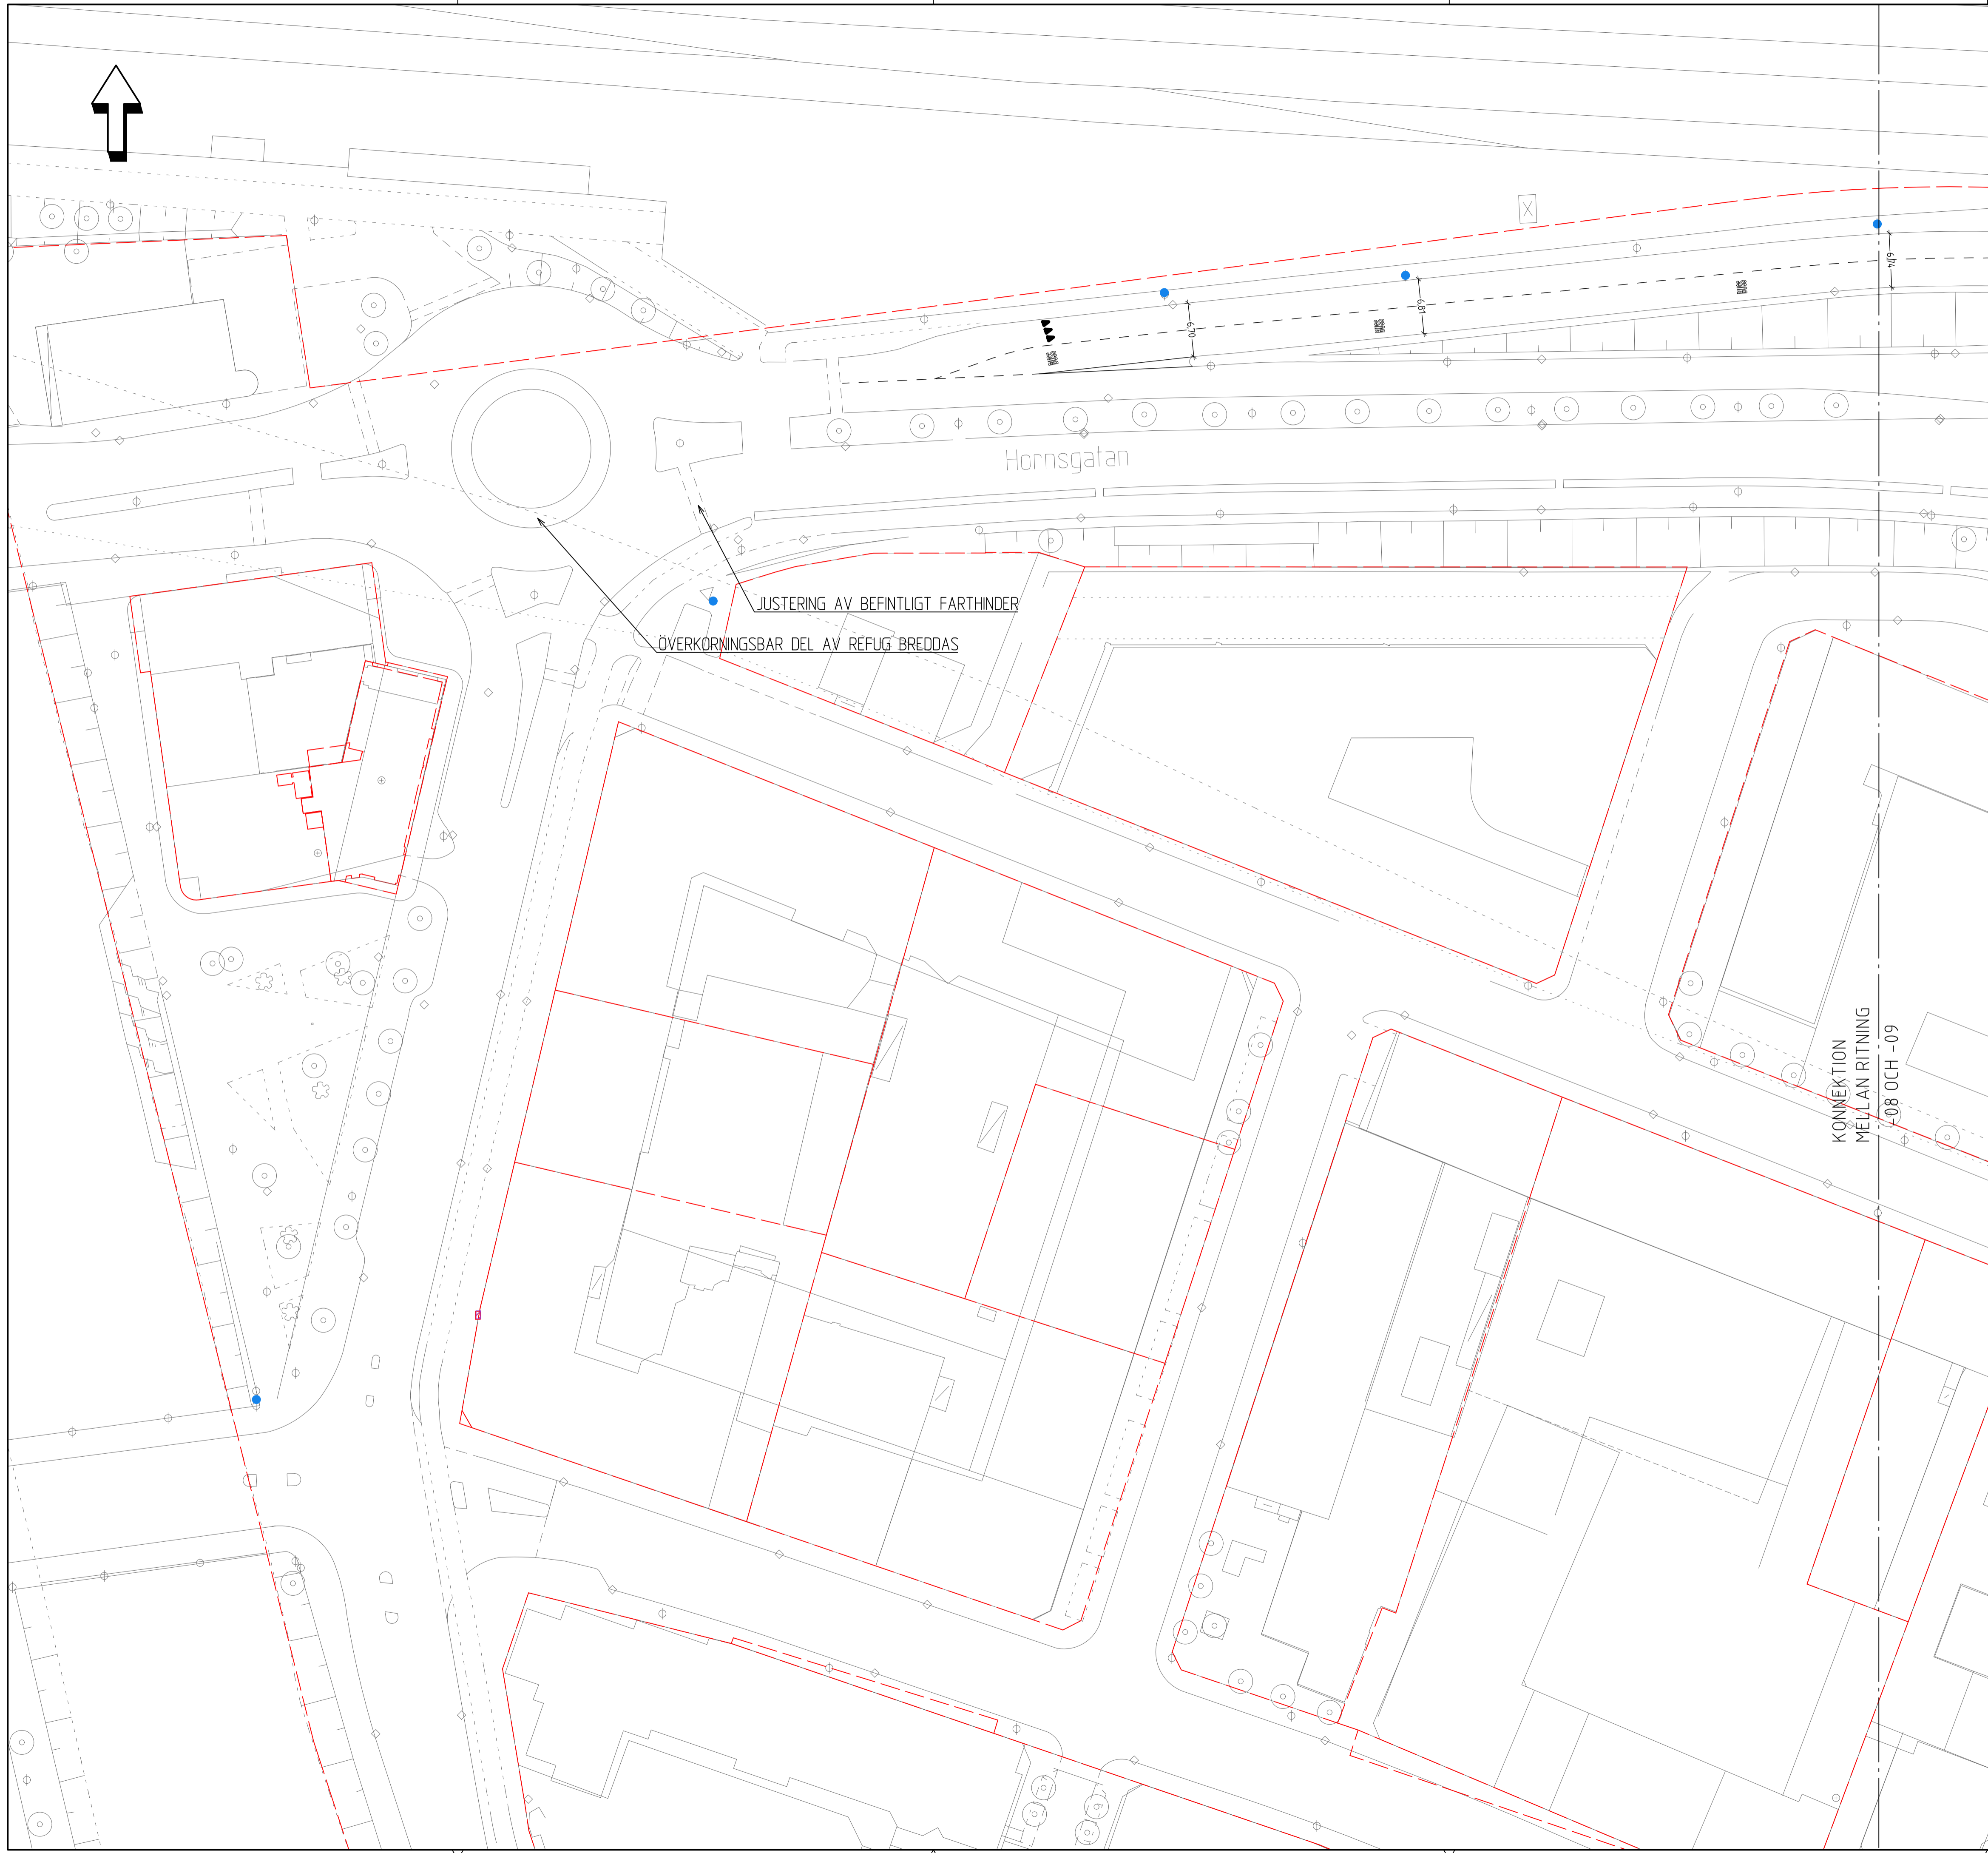 6.74
6.81
6.70
Hornsgatan
JUSTERING AV BEFINTLIGT FARTHINDER
ÖVERKÖRNINGSBAR DEL AV REFUG BREDDAS
KONNEKTION
MELLAN RITNING
-08 OCH -09